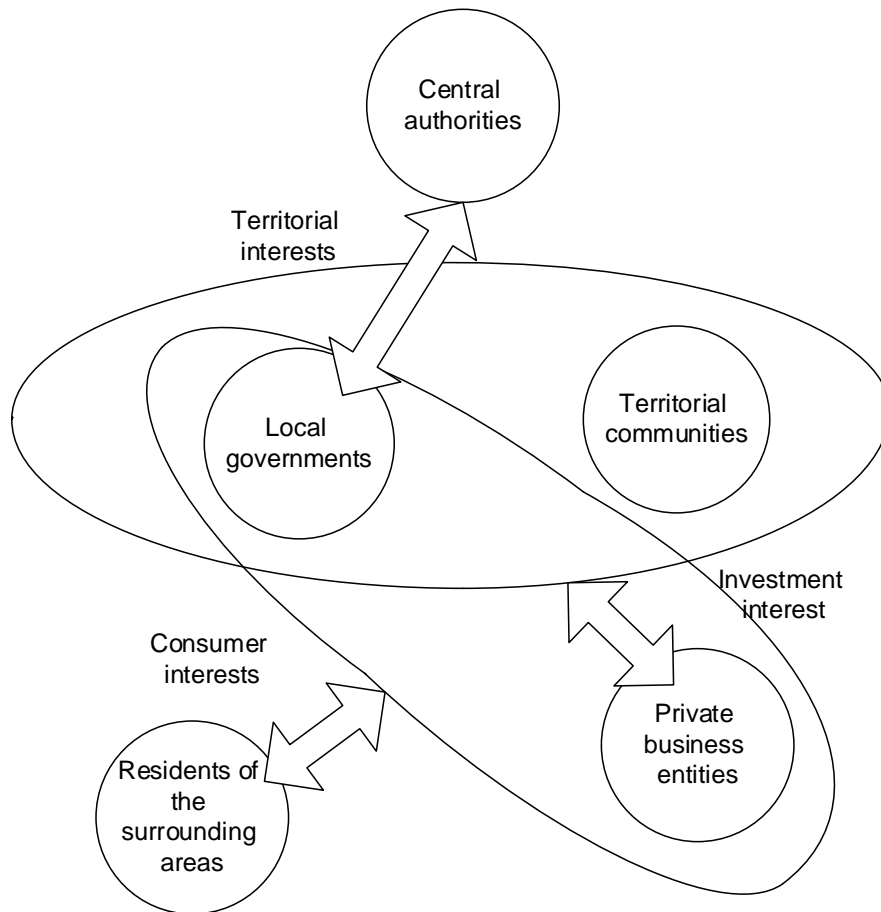 Central
authorities
Territorial
interests
Local
governments
Territorial
communities
Investment
interest
Consumer
interests
Private
business
entities
Residents of
the
surrounding
areas